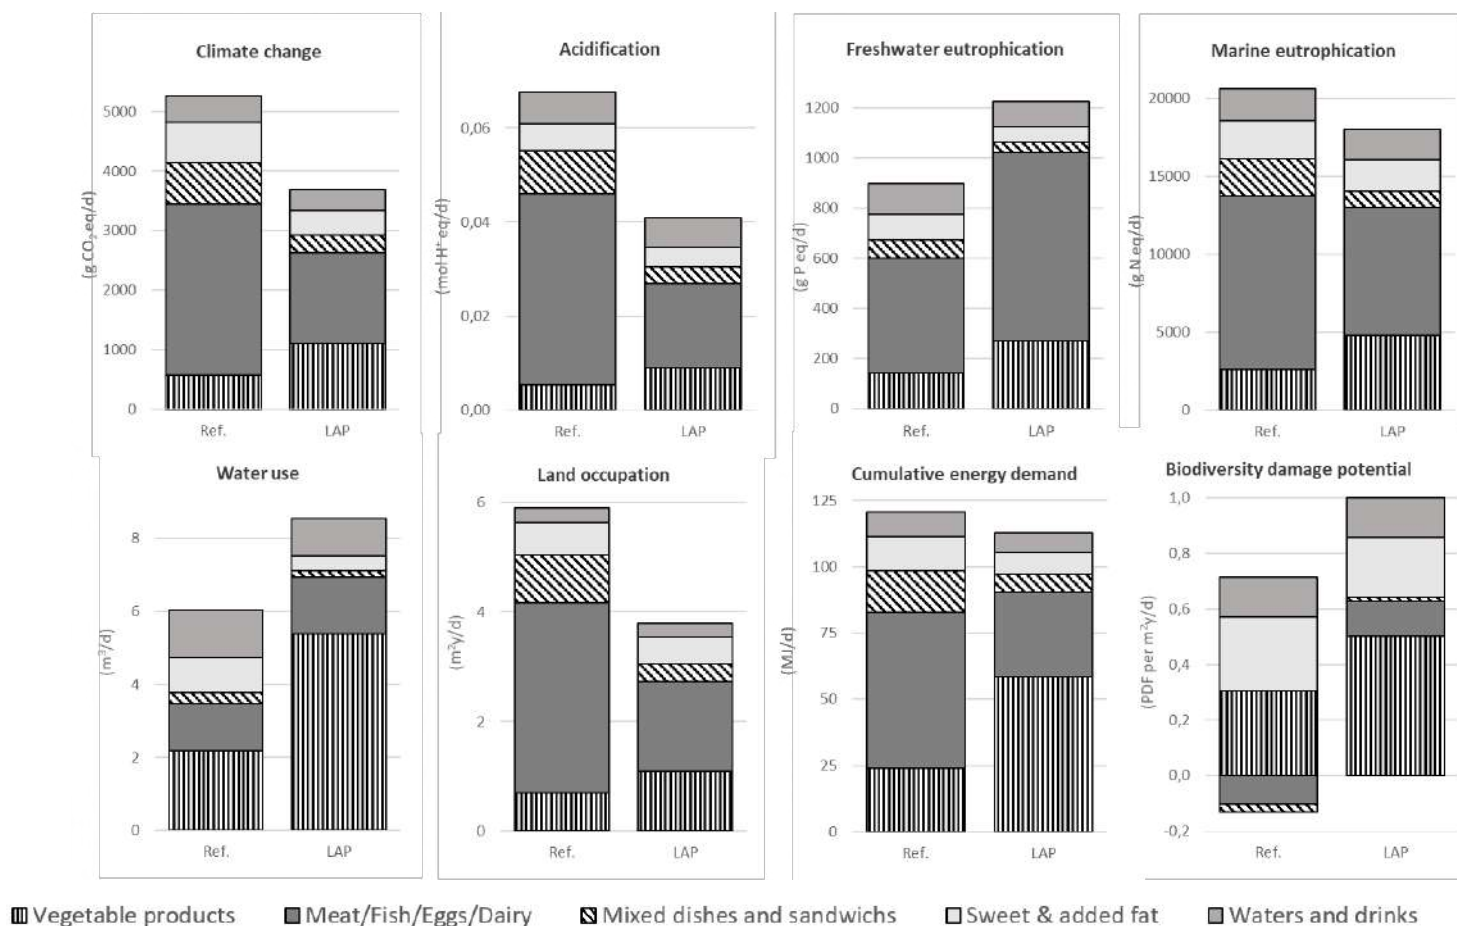 Climate change
(g CO₂ eq/d)
5000
4000
3000
2000
1000
0
Ref.
LAP
Acidification
(mol H⁺ eq/d)
0,06
0,04
0,02
0,00
Ref.
LAP
Freshwater eutrophication
(g P eq/d)
1200
1000
800
600
400
200
0
Ref.
LAP
Marine eutrophication
(g N eq/d)
20000
15000
10000
5000
0
Ref.
LAP
Water use
(m³/d)
8
6
4
2
0
Ref.
LAP
Land occupation
(m²y/d)
6
4
2
0
Ref.
LAP
Cumulative energy demand
(MJ/d)
125
100
75
50
25
0
Ref.
LAP
Biodiversity damage potential
(PDF per m²y/d)
1,0
0,8
0,6
0,4
0,2
0,0
-0,2
Ref.
LAP
Vegetable products
Meat/Fish/Eggs/Dairy
Mixed dishes and sandwichs
Sweet & added fat
Waters and drinks